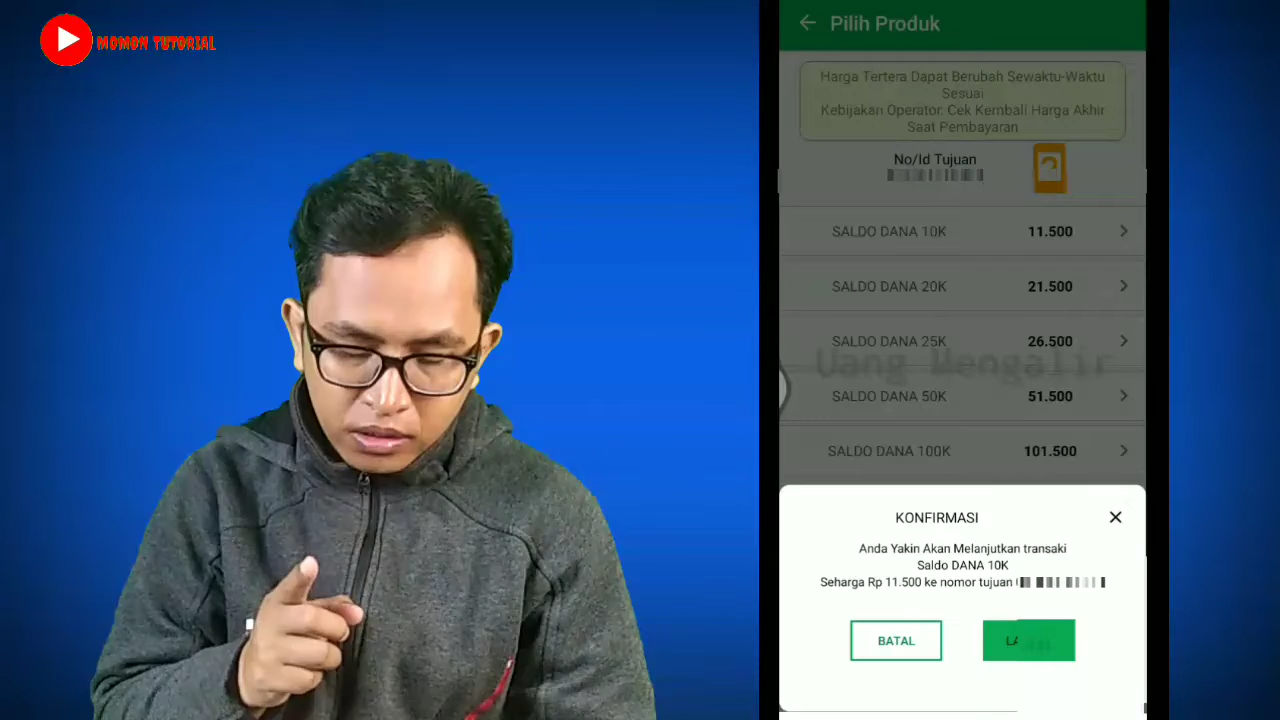 MOMON TUTORIAL
Pilih Produk
Harga Tertera Dapat Berubah Sewaktu-Waktu
Sesuai
Kebijakan Operator. Cek Kembali Harga Akhir
Saat Pembayaran
No/Id Tujuan
SALDO DANA 10K 11.500
SALDO DANA 20K 21.500
SALDO DANA 25K 26.500
Uang Mengalir
SALDO DANA 50K 51.500
SALDO DANA 100K 101.500
KONFIRMASI
Anda Yakin Akan Melanjutkan transaki
Saldo DANA 10K
Seharga Rp 11.500 ke nomor tujuan
BATAL